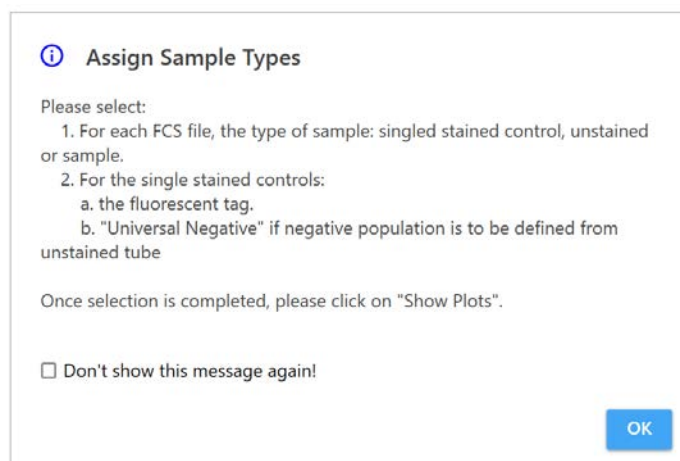 Assign Sample Types
Please select:
1. For each FCS file, the type of sample: singled stained control, unstained
or sample.
2. For the single stained controls:
a. the fluorescent tag.
b. "Universal Negative" if negative population is to be defined from
unstained tube
Once selection is completed, please click on "Show Plots".
Don't show this message again!
OK